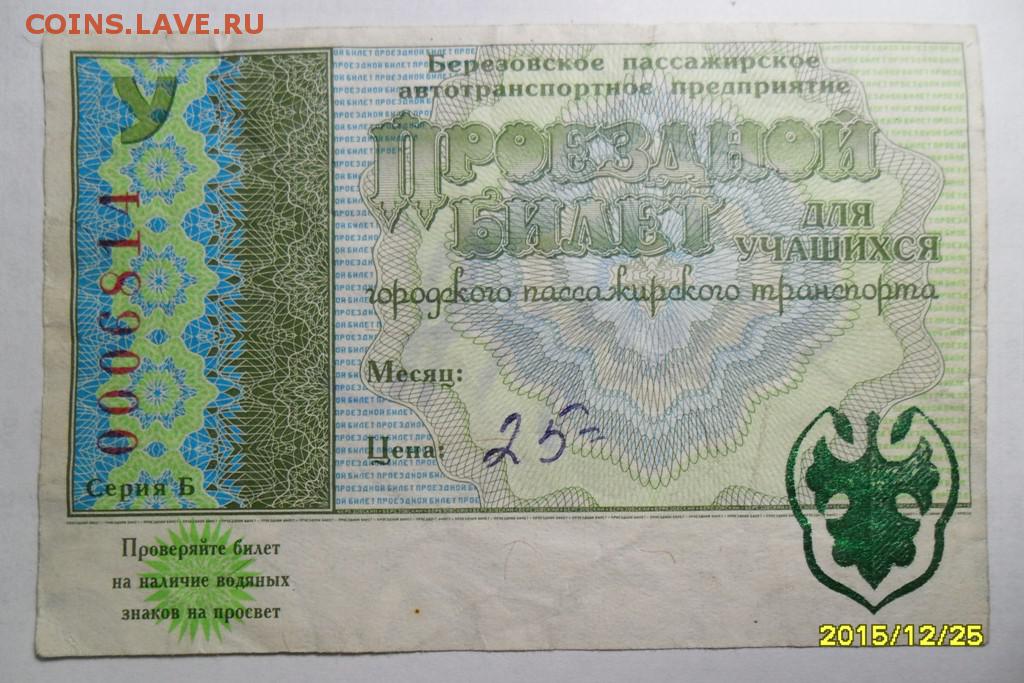 COINS.LAVE.RU
Березовское пассажирское
автотранспортное предприятие
ПРОЕЗДНОЙ
БИЛЕТ
ДЛЯ
УЧАЩИХСЯ
городского пассажирского транспорта
У
0009814
Месяц:
Цена: 25=
Серия Б
Проверяйте билет
на наличие водяных
знаков на просвет
2015/12/25